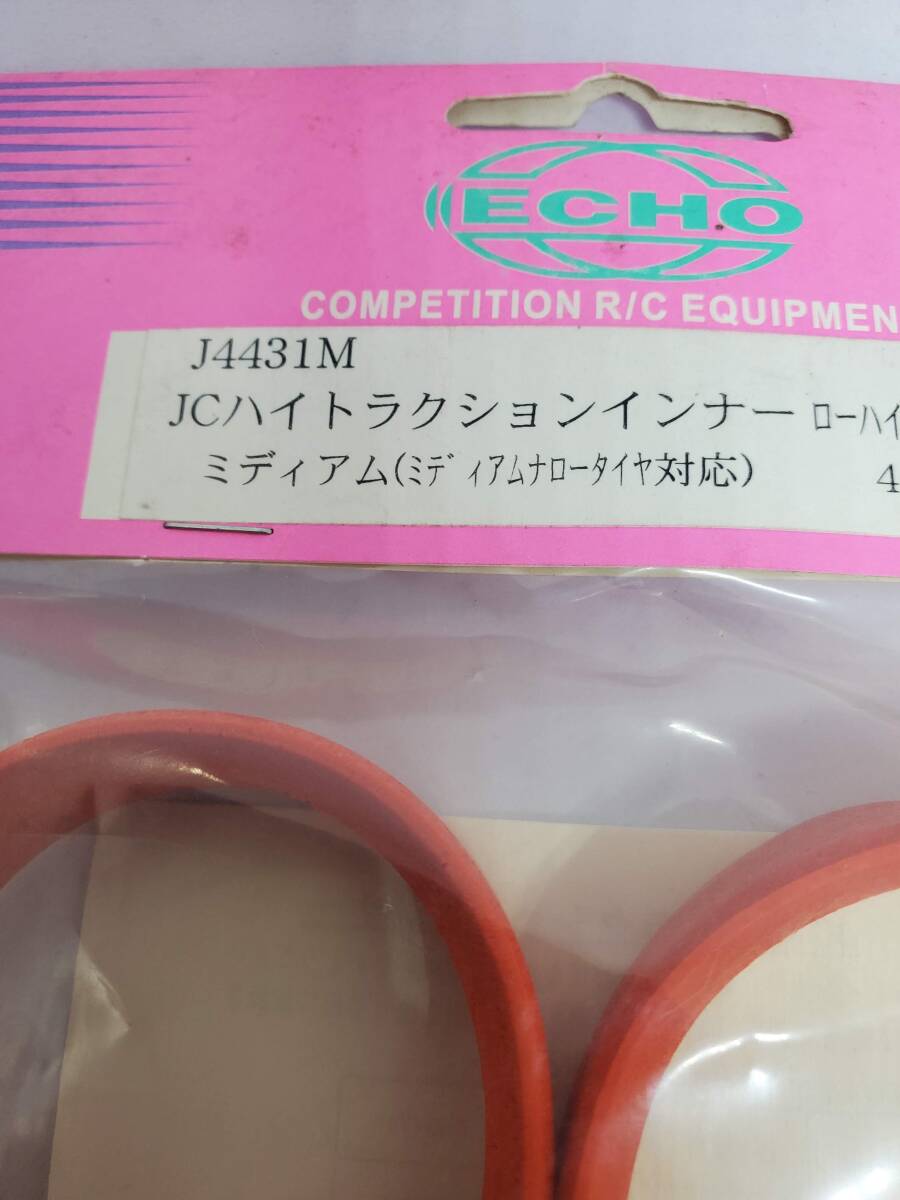 ECHO
COMPETITION R/C EQUIPMEN
J4431M
JCハイトラクションインナー ローハイ
ミディアム(ミディアムナロータイヤ対応) 4